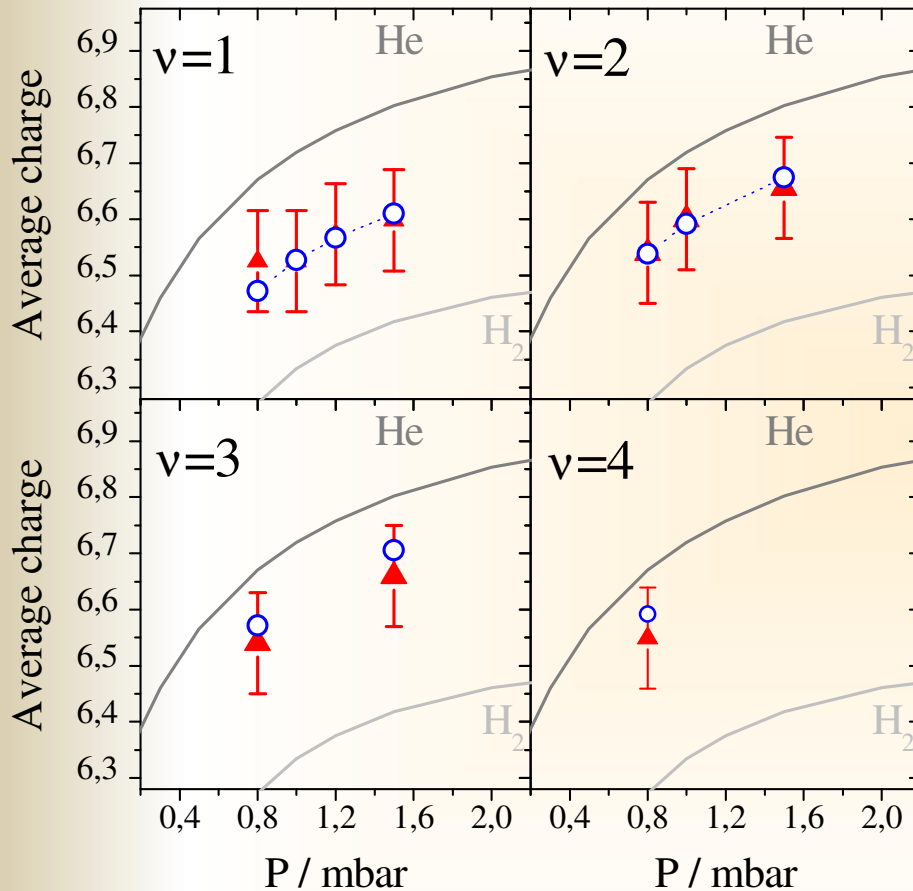 Average charge
6,9
6,8
6,7
6,6
6,5
6,4
6,3
ν=1
He
H2
ν=2
He
H2
Average charge
6,9
6,8
6,7
6,6
6,5
6,4
6,3
ν=3
He
H2
ν=4
He
H2
0,4 0,8 1,2 1,6 2,0
0,4 0,8 1,2 1,6 2,0
P / mbar
P / mbar